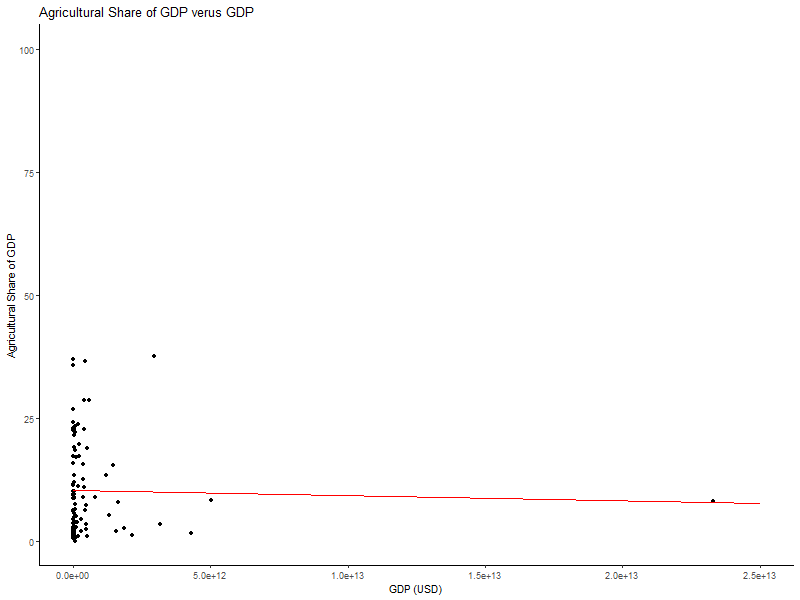 Agricultural Share of GDP verus GDP
100
75
50
25
0
Agricultural Share of GDP
0.0e+00 5.0e+12 1.0e+13 1.5e+13 2.0e+13 2.5e+13
GDP (USD)